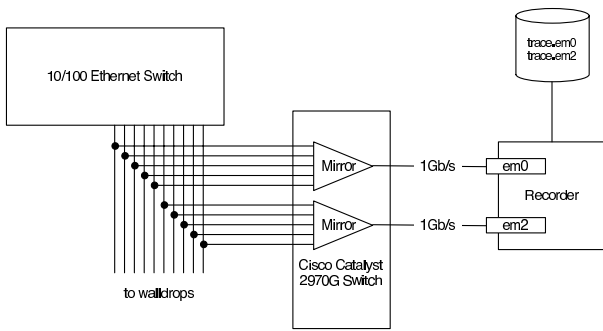 trace.em0
trace.em2
10/100 Ethernet Switch
Mirror
1Gb/s
em0
Recorder
Mirror
1Gb/s
em2
Cisco Catalyst
2970G Switch
to walldrops